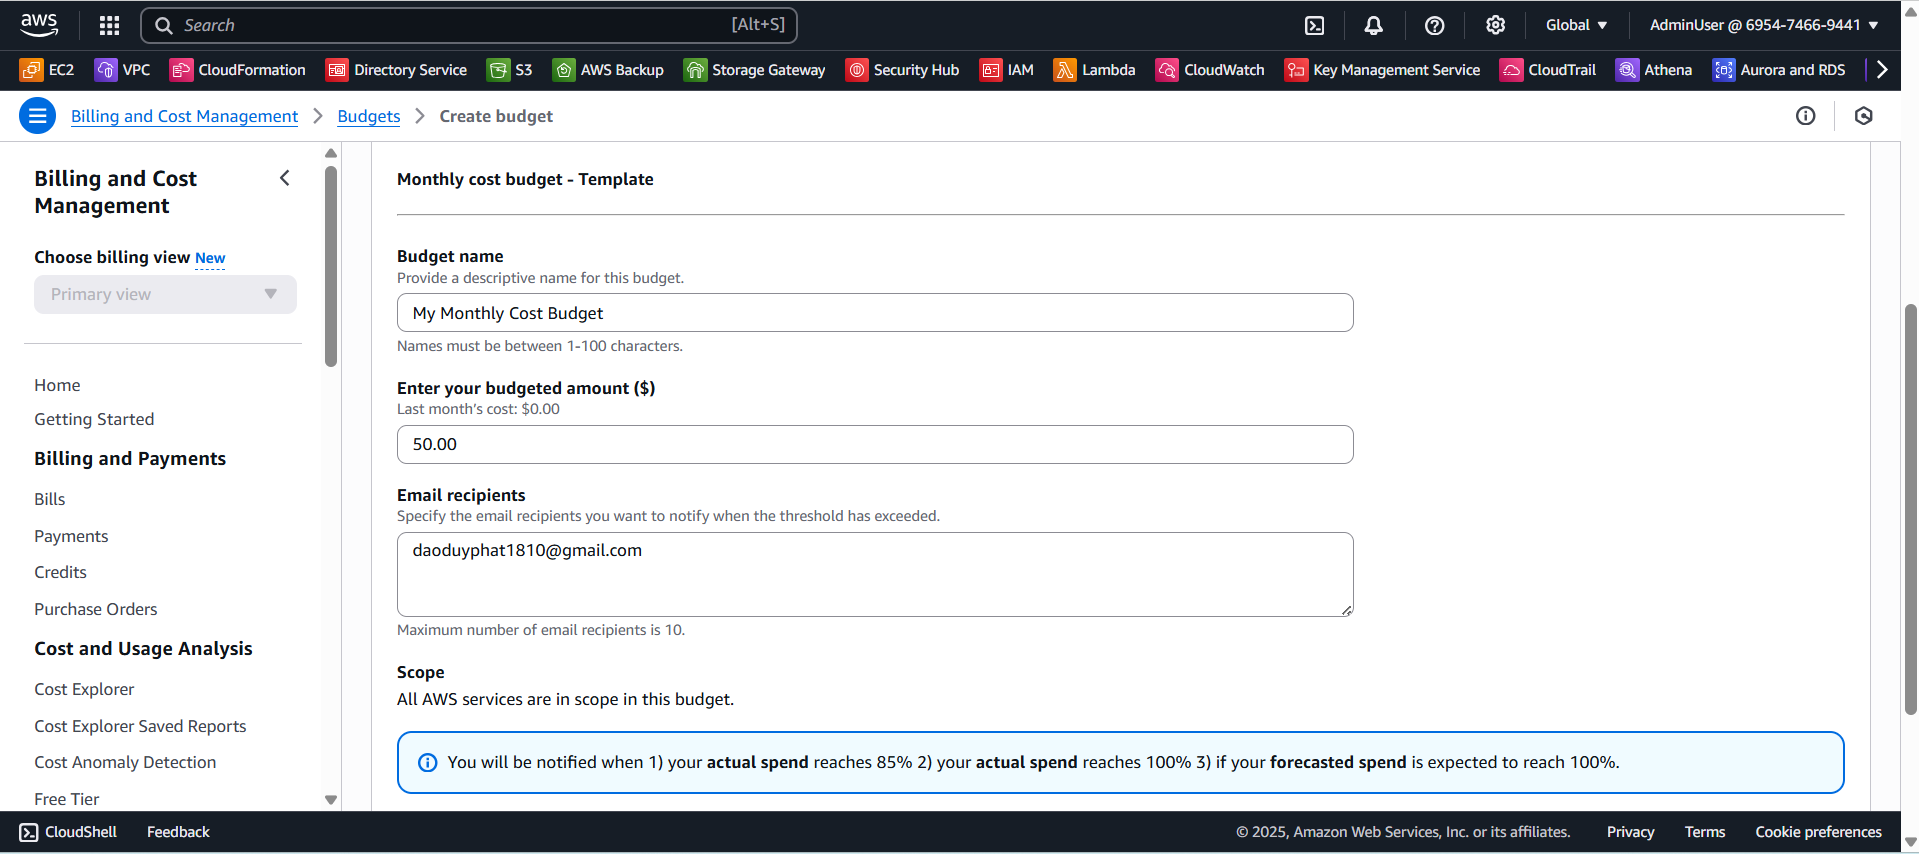 aws
Search [Alt+S]
Global
AdminUser @ 6954-7466-9441
EC2 VPC CloudFormation Directory Service S3 AWS Backup Storage Gateway Security Hub IAM Lambda CloudWatch Key Management Service CloudTrail Athena Aurora and RDS
Billing and Cost Management > Budgets > Create budget
Billing and Cost
Management
Choose billing view New
Primary view
Home
Getting Started
Billing and Payments
Bills
Payments
Credits
Purchase Orders
Cost and Usage Analysis
Cost Explorer
Cost Explorer Saved Reports
Cost Anomaly Detection
Free Tier
Monthly cost budget - Template
Budget name
Provide a descriptive name for this budget.
My Monthly Cost Budget
Names must be between 1-100 characters.
Enter your budgeted amount ($)
Last month's cost: $0.00
50.00
Email recipients
Specify the email recipients you want to notify when the threshold has exceeded.
daoduyphat1810@gmail.com
Maximum number of email recipients is 10.
Scope
All AWS services are in scope in this budget.
You will be notified when 1) your actual spend reaches 85% 2) your actual spend reaches 100% 3) if your forecasted spend is expected to reach 100%.
CloudShell Feedback
© 2025, Amazon Web Services, Inc. or its affiliates. Privacy Terms Cookie preferences